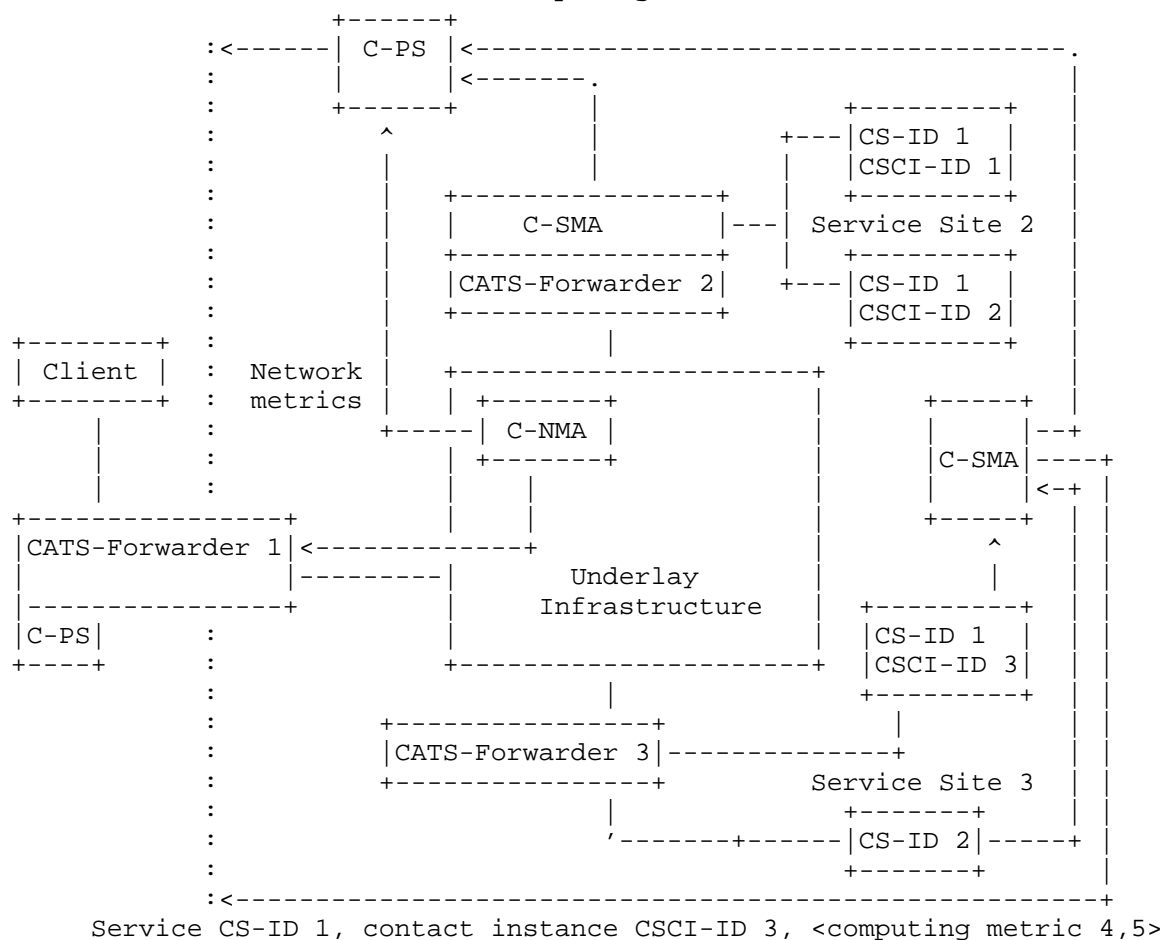 C-PS
CS-ID 1
CSCI-ID 1
C-SMA
Service Site 2
CATS-Forwarder 2
CS-ID 1
CSCI-ID 2
Client
Network
metrics
C-NMA
C-SMA
CATS-Forwarder 1
Underlay
Infrastructure
C-PS
CS-ID 1
CSCI-ID 3
CATS-Forwarder 3
Service Site 3
CS-ID 2
Service CS-ID 1, contact instance CSCI-ID 3, <computing metric 4,5>